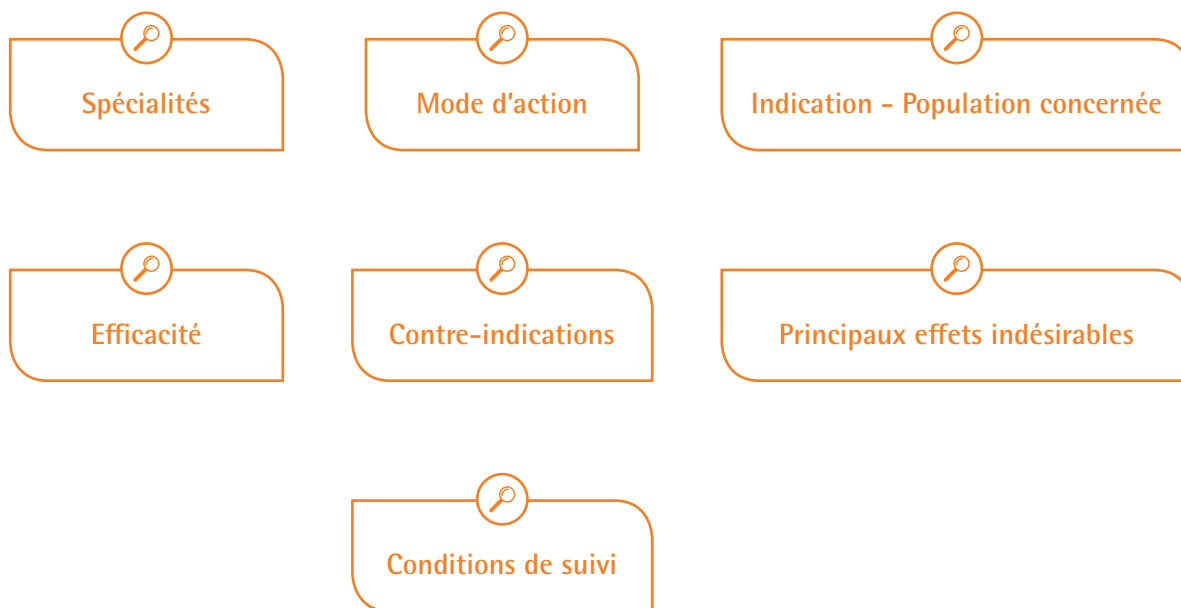 Spécialités
Mode d'action
Indication - Population concernée
Efficacité
Contre-indications
Principaux effets indésirables
Conditions de suivi